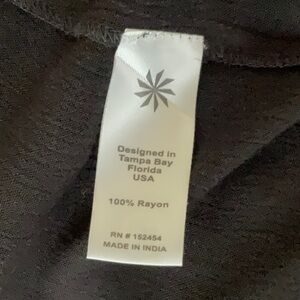 Designed in
Tampa Bay
Florida
USA
100% Rayon
RN # 152454
MADE IN INDIA